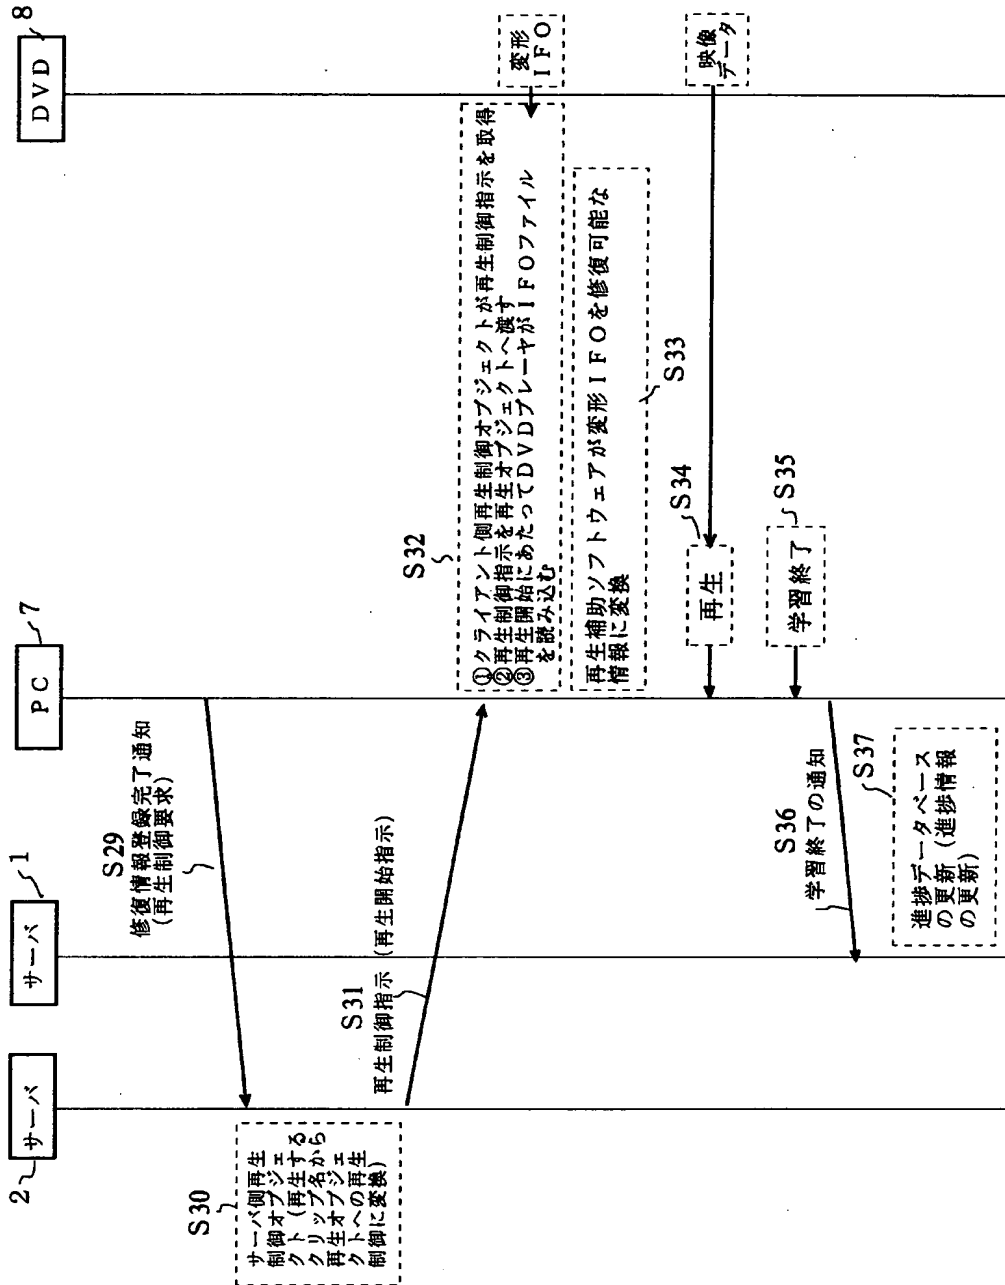 2
サーバ
サーバ
1
PC
7
DVD
8
S29
修復情報登録完了通知
(再生制御要求)
S30
サーバ側再生
制御オブジェ
クト(再生する
クリップ名から
再生オブジェ
クトへの再生
制御に変換)
S31
再生制御指示(再生開始指示)
S32
①クライアント側再生制御オブジェクトが再生制御指示を取得
②再生制御指示を再生オブジェクトへ渡す
③再生開始にあたってDVDプレーヤがIFOファイル
を読み込む
変形
IFO
再生補助ソフトウェアが変形IFOを修復可能な
情報に変換
S33
映像
データ
S34
再生
S35
学習終了
S36
学習終了の通知
S37
進捗データベース
の更新(進捗情報
の更新)